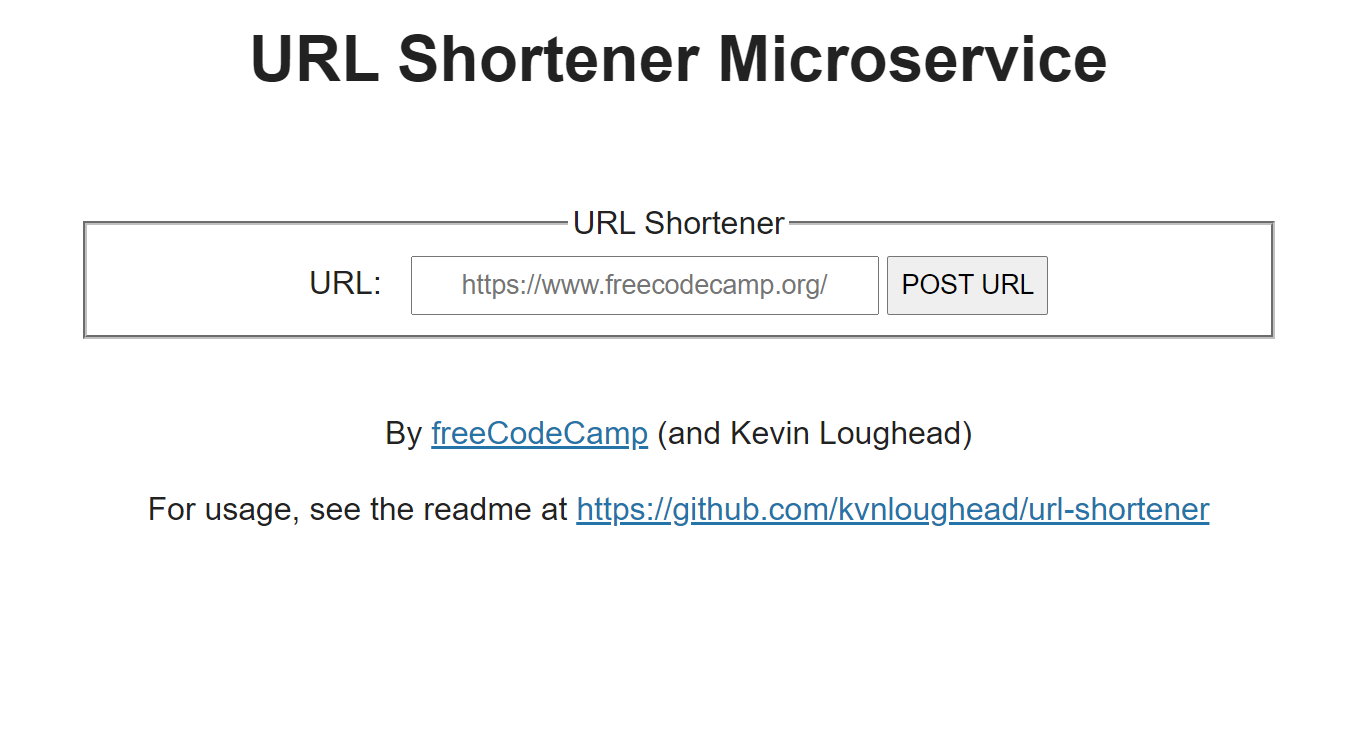 URL Shortener Microservice
URL Shortener
URL: https://www.freecodecamp.org/ POST URL
By freeCodeCamp (and Kevin Loughead)
For usage, see the readme at https://github.com/kvnloughead/url-shortener